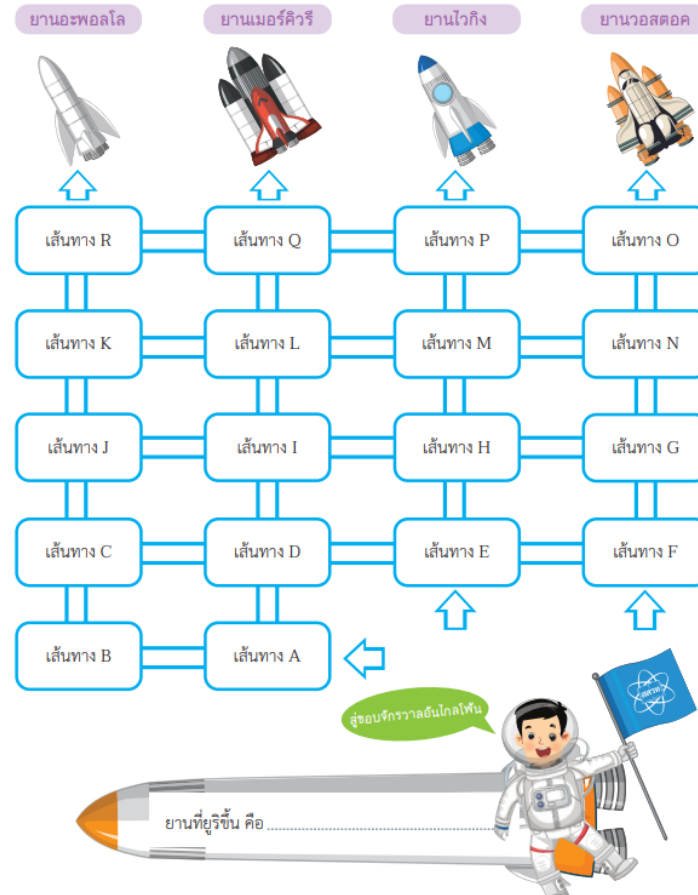 ยานอะพอลโล ยานเมอร์คิวรี ยานไวกิง ยานวอสตอค
เส้นทาง R เส้นทาง Q เส้นทาง P เส้นทาง O
เส้นทาง K เส้นทาง L เส้นทาง M เส้นทาง N
เส้นทาง J เส้นทาง I เส้นทาง H เส้นทาง G
เส้นทาง C เส้นทาง D เส้นทาง E เส้นทาง F
เส้นทาง B เส้นทาง A
สู่ขอบจักรวาลอันไกลโพ้น
สสวท
ยานที่ยูริขึ้น คือ ........................................................